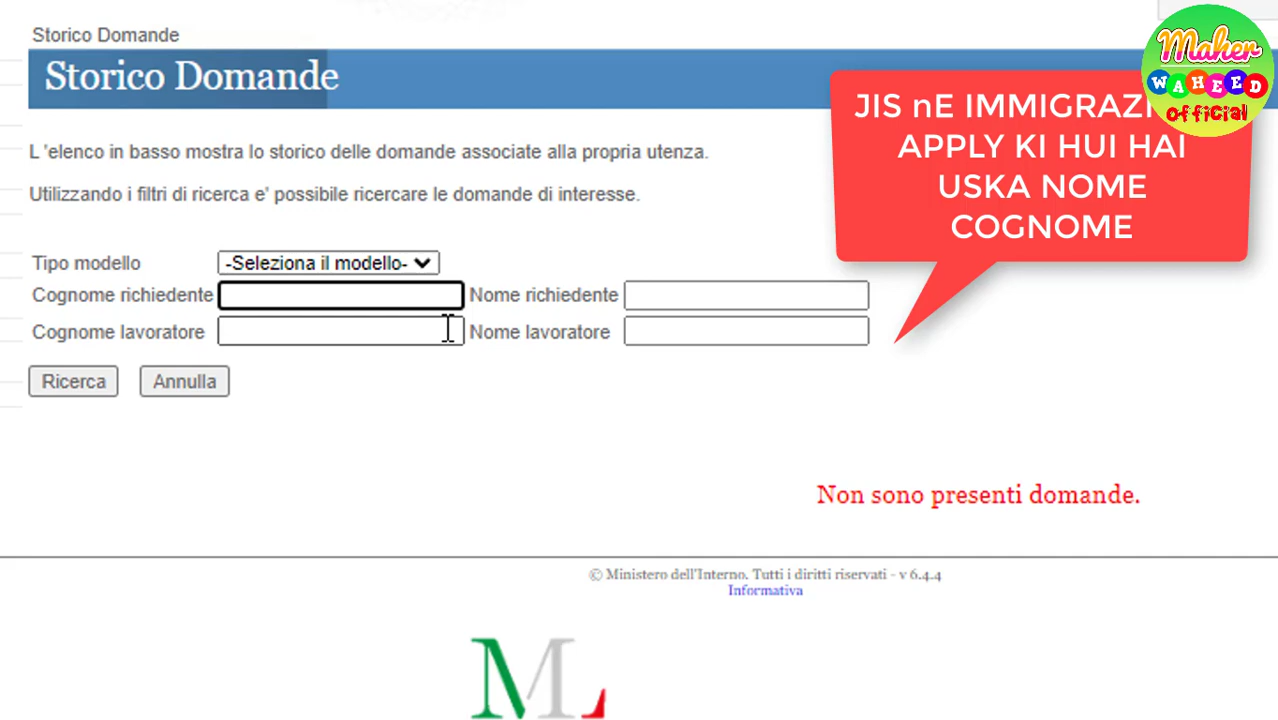 Storico Domande
Storico Domande
L 'elenco in basso mostra lo storico delle domande associate alla propria utenza.
Utilizzando i filtri di ricerca e' possibile ricercare le domande di interesse.
Tipo modello -Seleziona il modello-
Cognome richiedente Nome richiedente
Cognome lavoratore Nome lavoratore
Ricerca Annulla
Non sono presenti domande.
© Ministero dell'Interno. Tutti i diritti riservati - v 6.4.4
Informativa
ML
JIS nE
APPLY KI HUI HAI
USKA NOME
COGNOME
Maher
WAHEED
official